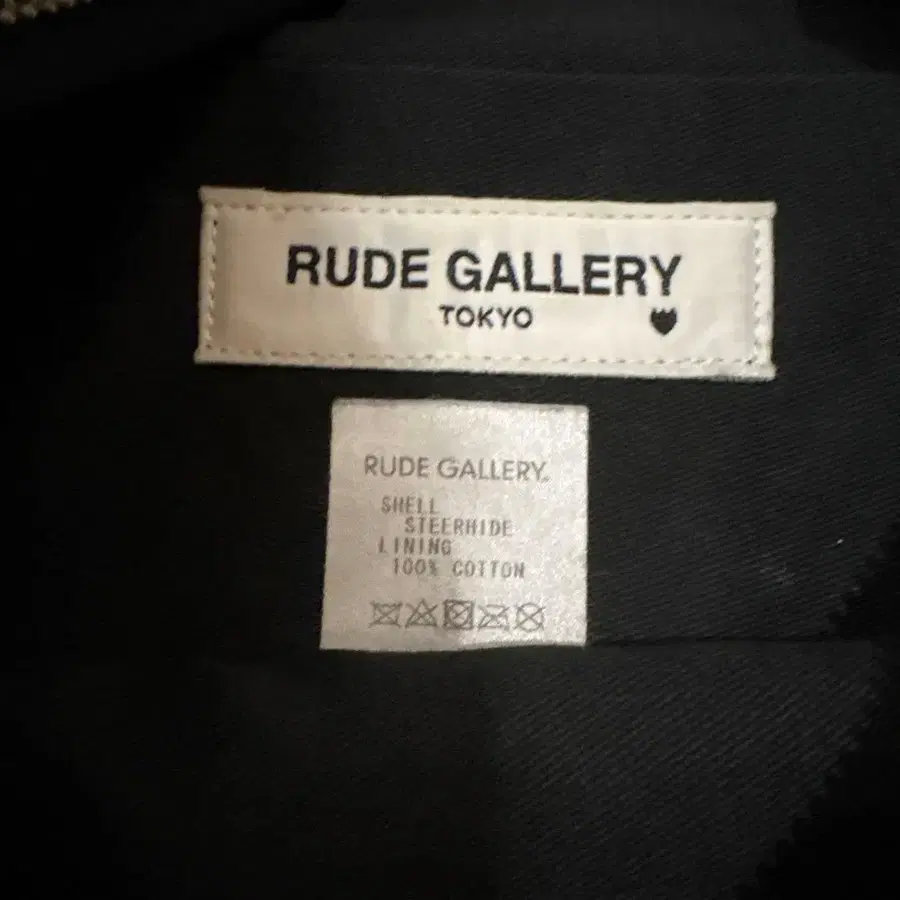 RUDE GALLERY
TOKYO
RUDE GALLERY.
SHELL
STEERHIDE
LINING
100% COTTON